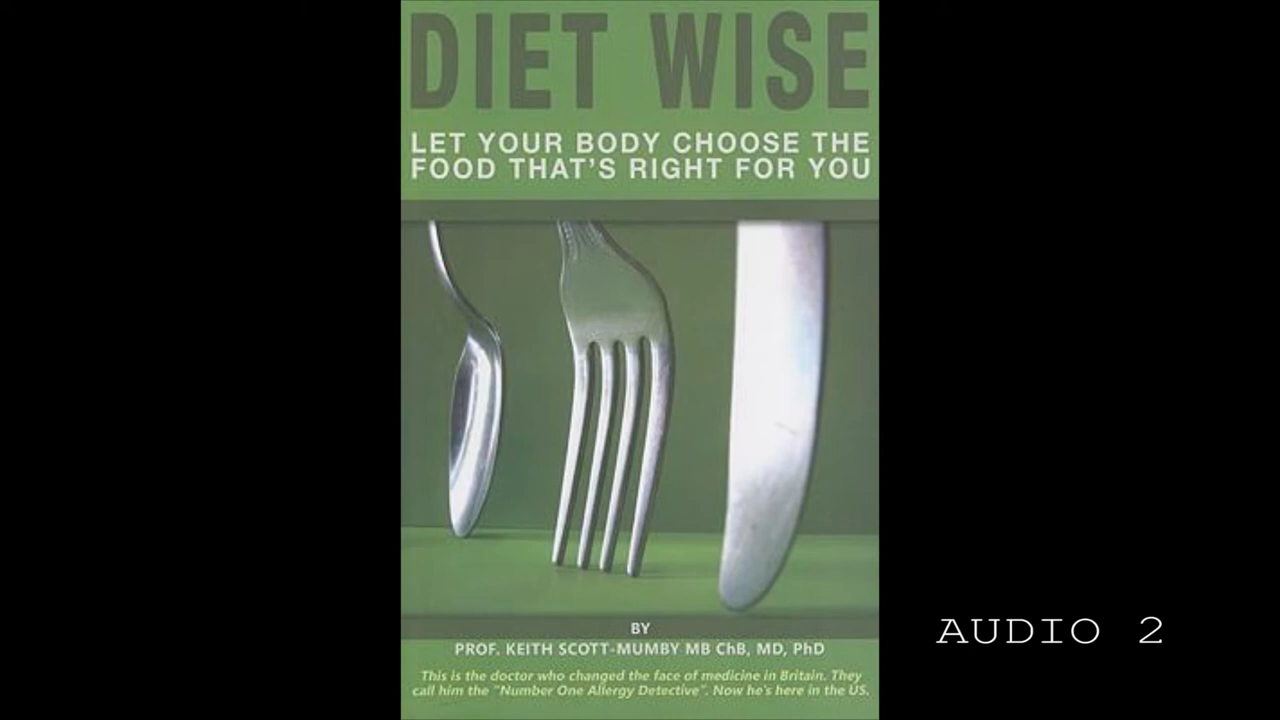 DIET WISE
LET YOUR BODY CHOOSE THE
FOOD THAT'S RIGHT FOR YOU
BY
PROF. KEITH SCOTT-MUMBY MB ChB, MD, PhD
This is the doctor who changed the face of medicine in Britain. They
call him the "Number One Allergy Detective". Now he's here in the US.
AUDIO 2